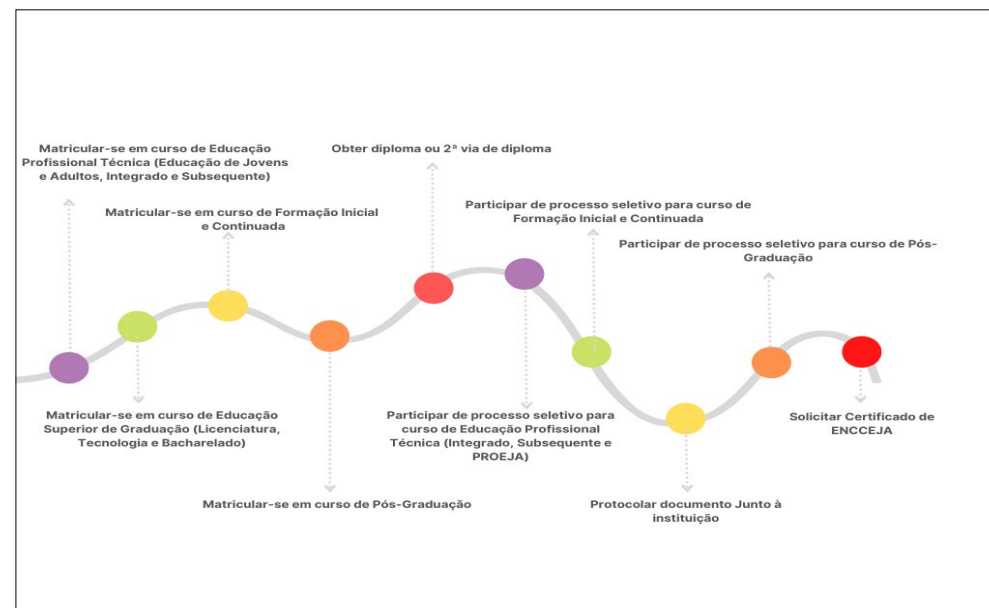 Matricular-se em curso de Educação
Profissional Técnica (Educação de Jovens
e Adultos, Integrado e Subsequente)
Matricular-se em curso de Educação
Superior de Graduação (Licenciatura,
Tecnologia e Bacharelado)
Matricular-se em curso de Formação Inicial
e Continuada
Matricular-se em curso de Pós-Graduação
Obter diploma ou 2ª via de diploma
Participar de processo seletivo para
curso de Educação Profissional
Técnica (Integrado, Subsequente e
PROEJA)
Participar de processo seletivo para curso de
Formação Inicial e Continuada
Protocolar documento Junto à
instituição
Participar de processo seletivo para curso de Pós-
Graduação
Solicitar Certificado de
ENCCEJA